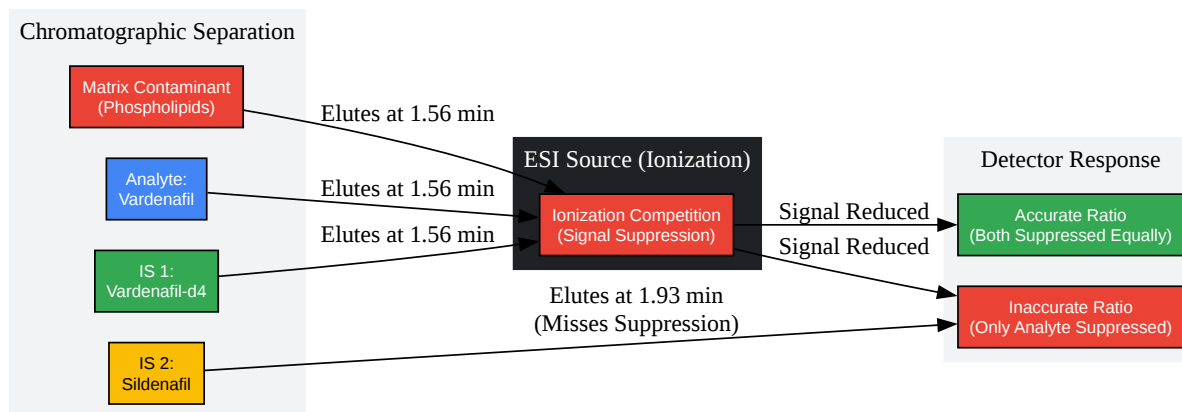 Chromatographic Separation
Matrix Contaminant
(Phospholipids)
Elutes at 1.56 min
Analyte:
Vardenafil
Elutes at 1.56 min
IS 1:
Vardenafil-d4
Elutes at 1.56 min
IS 2:
Sildenafil
Elutes at 1.93 min
(Misses Suppression)
ESI Source (Ionization)
Ionization Competition
(Signal Suppression)
Signal Reduced
Signal Reduced
Detector Response
Accurate Ratio
(Both Suppressed Equally)
Inaccurate Ratio
(Only Analyte Suppressed)